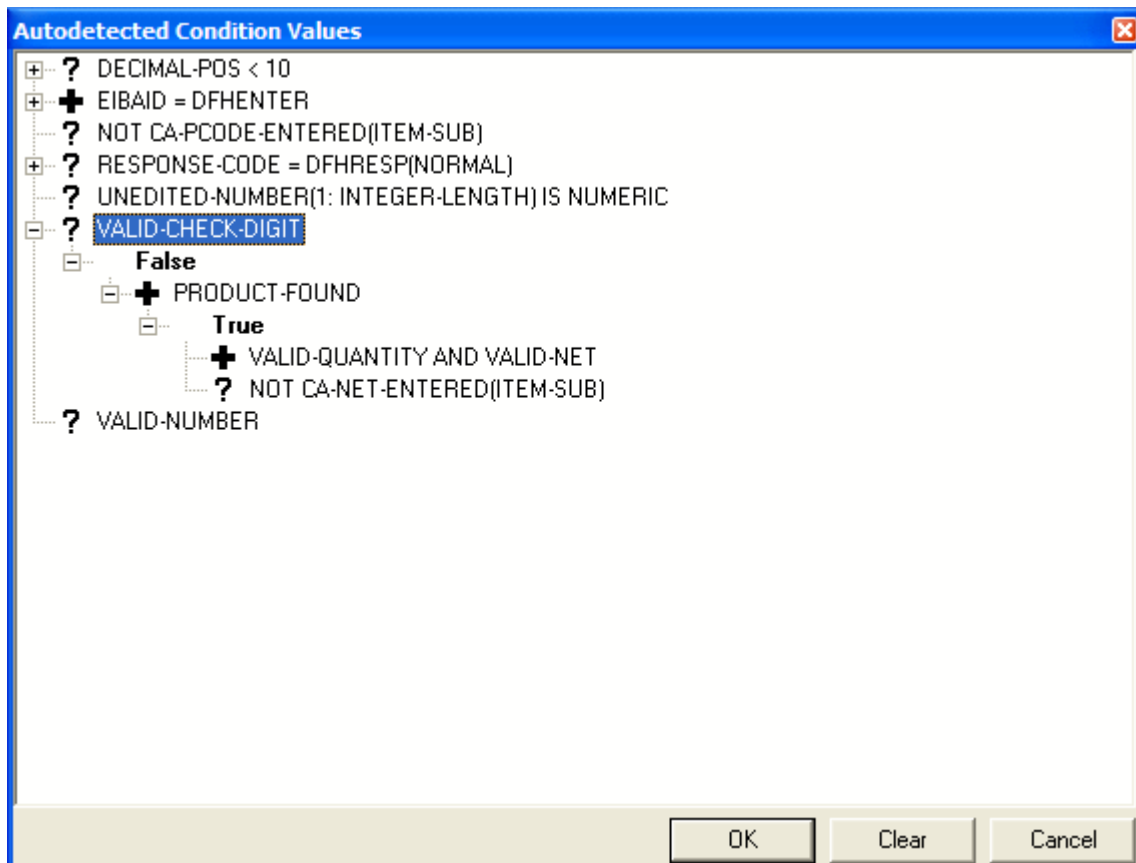 Autodetected Condition Values
? DECIMAL-POS < 10
EIBAID = DFHENTER
? NOT CA-PCODE-ENTERED(ITEM-SUB)
? RESPONSE-CODE = DFHRESP(NORMAL)
? UNEDITED-NUMBER(1: INTEGER-LENGTH) IS NUMERIC
? VALID-CHECK-DIGIT
False
PRODUCT-FOUND
True
VALID-QUANTITY AND VALID-NET
? NOT CA-NET-ENTERED(ITEM-SUB)
? VALID-NUMBER
OK Clear Cancel